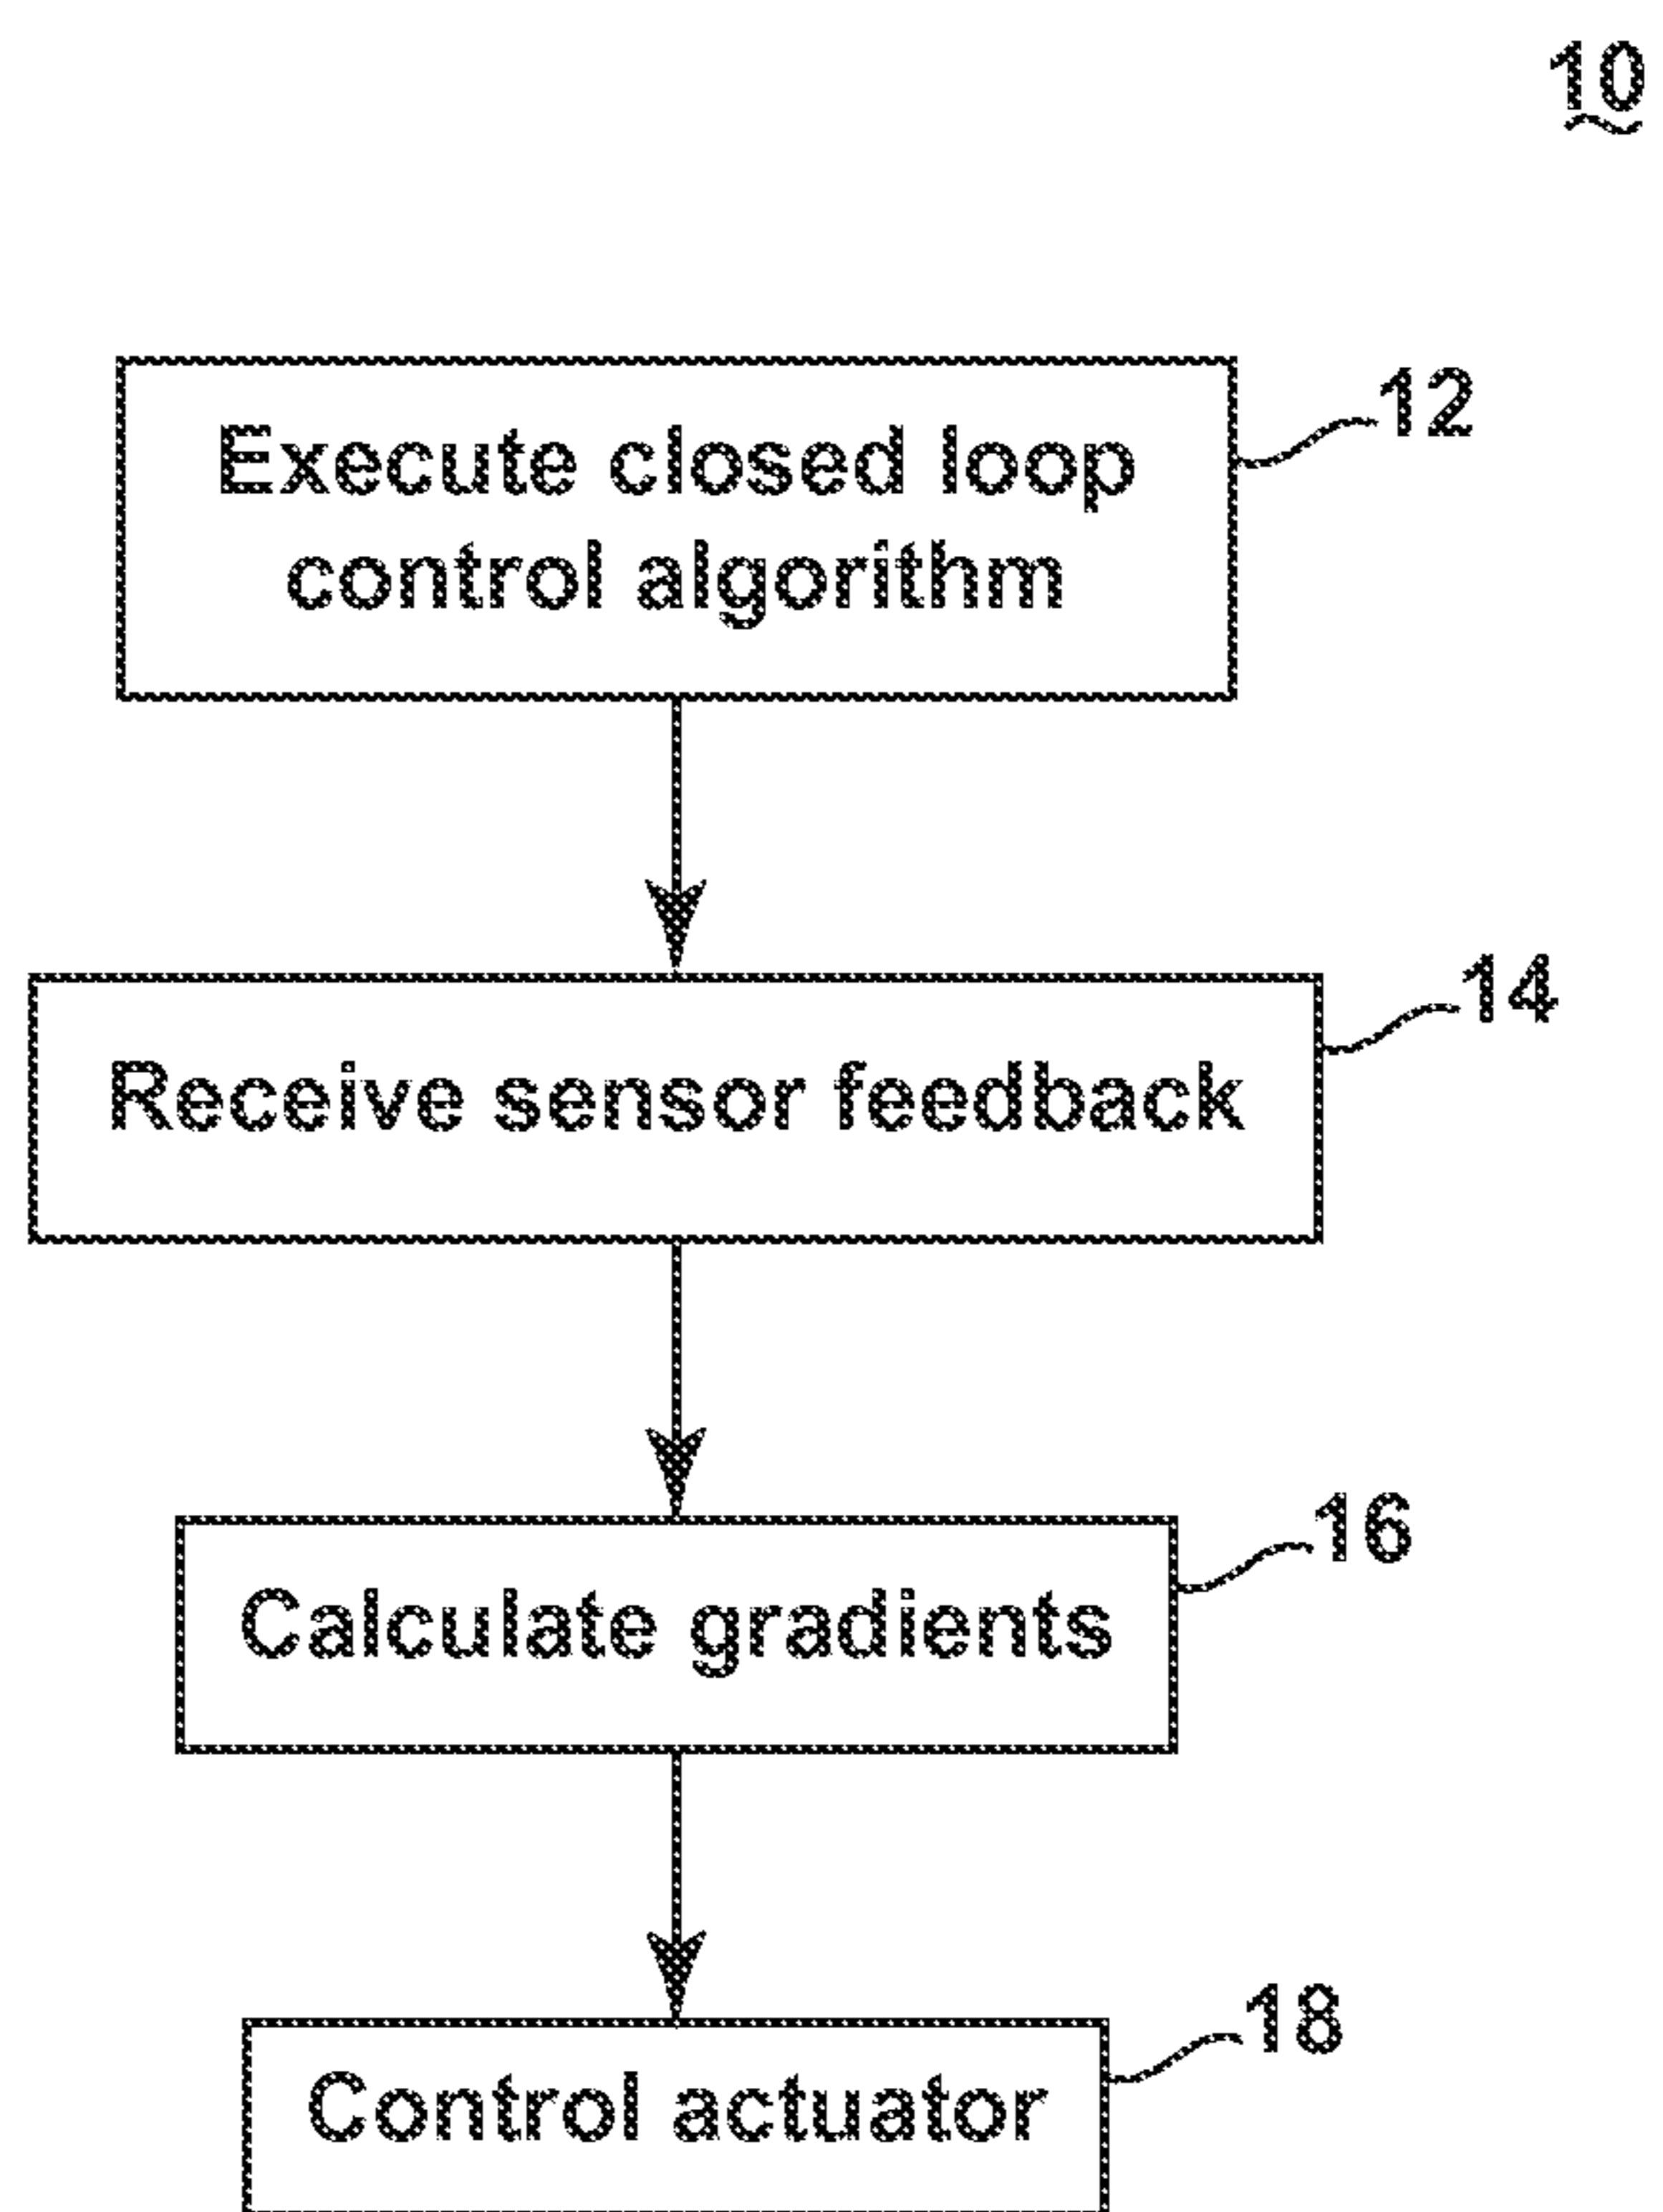 10
Execute closed loop
control algorithm
12
Receive sensor feedback
14
Calculate gradients
16
Control actuator
18